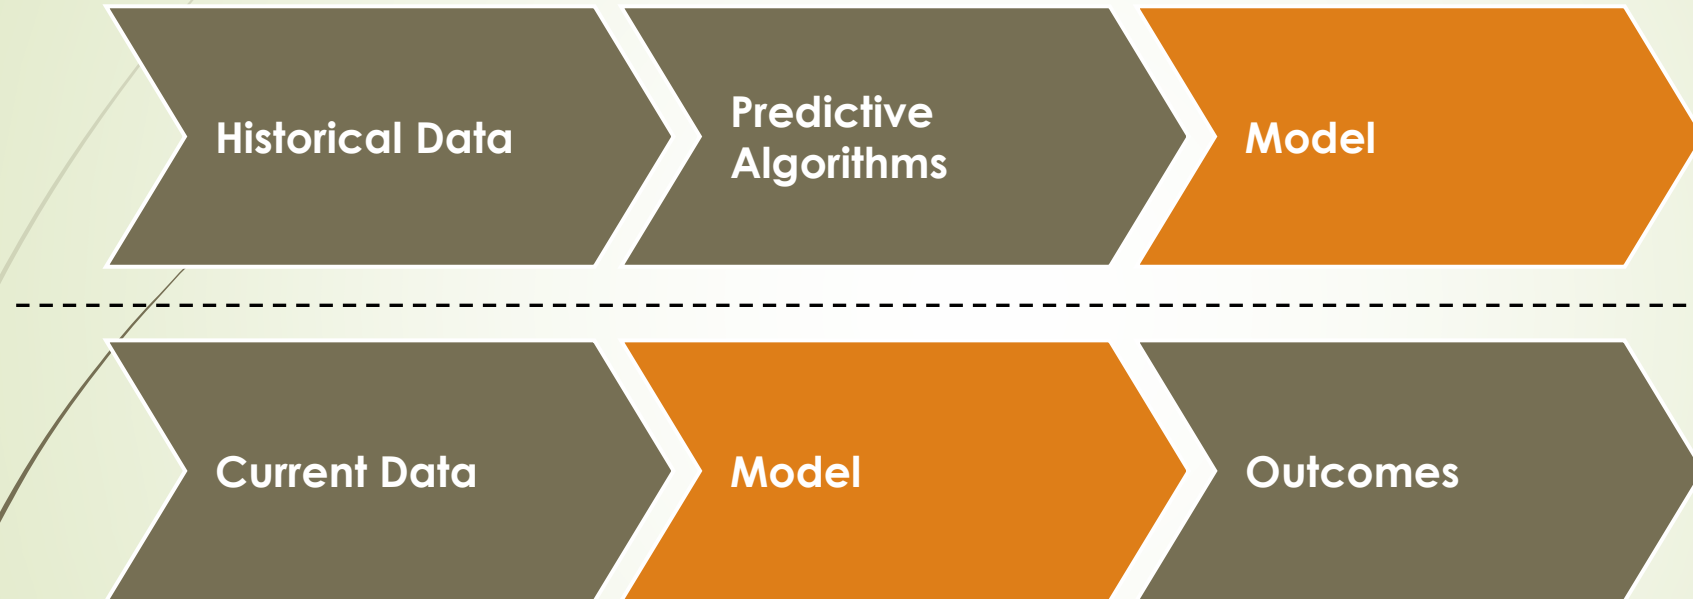 Historical Data
Predictive
Algorithms
Model
Current Data
Model
Outcomes